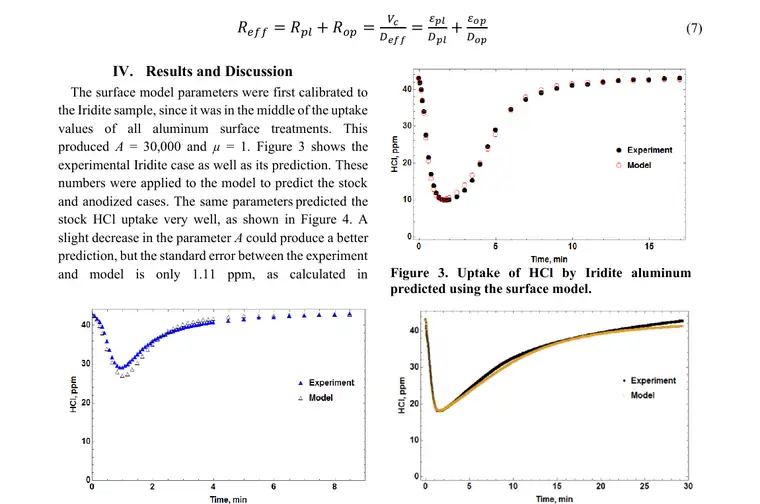 R_eff = R_pl + R_op = V_c/D_eff = ε_pl/D_pl + ε_op/D_op (7)
IV. Results and Discussion
The surface model parameters were first calibrated to
the Iridite sample, since it was in the middle of the uptake
values of all aluminum surface treatments. This
produced A = 30,000 and μ = 1. Figure 3 shows the
experimental Iridite case as well as its prediction. These
numbers were applied to the model to predict the stock
and anodized cases. The same parameters predicted the
stock HCl uptake very well, as shown in Figure 4. A
slight decrease in the parameter A could produce a better
prediction, but the standard error between the experiment
and model is only 1.11 ppm, as calculated in
HCl, ppm
40
30
20
10
0
Experiment
Model
0 5 10 15
Time, min
Figure 3. Uptake of HCl by Iridite aluminum
predicted using the surface model.
HCl, ppm
40
30
20
10
0
Experiment
Model
0 2 4 6 8
Time, min
HCl, ppm
40
30
20
10
0
Experiment
Model
0 5 10 15 20 25 30
Time, min